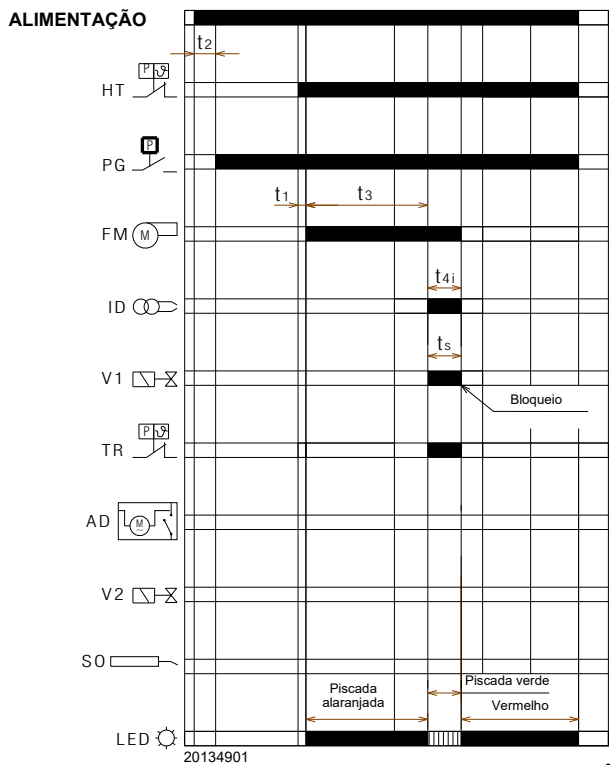 ALIMENTAÇÃO
t2
P ϑ
HT
P
PG
t1
t3
FM
M
t4i
ID
ts
V1
Bloqueio
P ϑ
TR
AD
M
~
V2
SO
Piscada
alaranjada
Piscada verde
Vermelho
LED
20134901